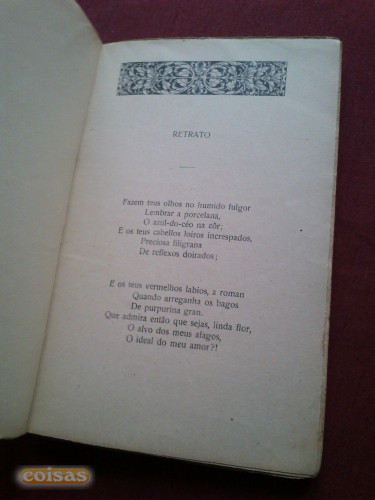 RETRATO
Fazem teus olhos no humido fulgor
Lembrar a porcelana,
O azul-do-céo na côr;
E os teus cabellos loiros increspados,
Preciosa filigrana
De reflexos doirados;
E os teus vermelhos labios, a roman
Quando arreganha os bagos
De purpurina gran.
Que admira então que sejas, linda flor,
O alvo dos meus afagos,
O ideal do meu amor?!
coisas